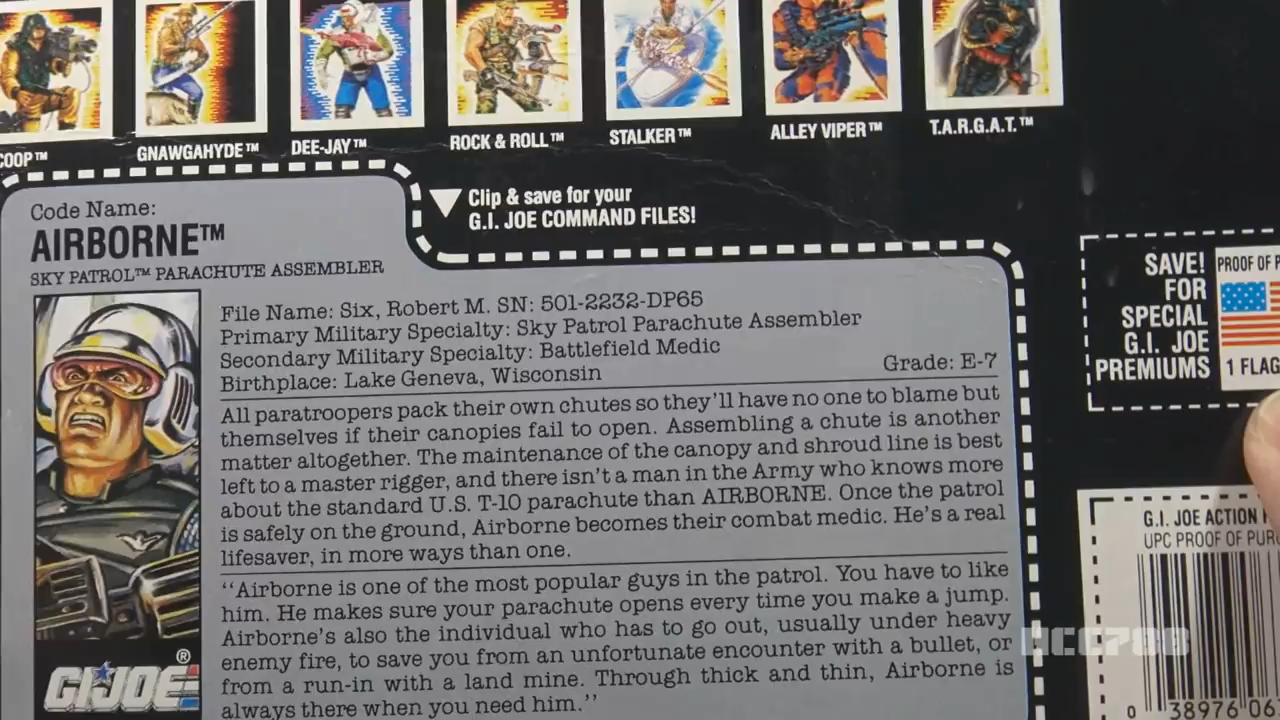 COOP™
GNAWGAHYDE™
DEE-JAY™
ROCK & ROLL™
STALKER™
ALLEY VIPER™
T.A.R.G.A.T.™
Clip & save for your
G.I. JOE COMMAND FILES!
Code Name:
AIRBORNE™
SKY PATROL™ PARACHUTE ASSEMBLER
File Name: Six, Robert M. SN: 501-2232-DP65
Primary Military Specialty: Sky Patrol Parachute Assembler
Secondary Military Specialty: Battlefield Medic
Birthplace: Lake Geneva, Wisconsin Grade: E-7
All paratroopers pack their own chutes so they'll have no one to blame but
themselves if their canopies fail to open. Assembling a chute is another
matter altogether. The maintenance of the canopy and shroud line is best
left to a master rigger, and there isn't a man in the Army who knows more
about the standard U.S. T-10 parachute than AIRBORNE. Once the patrol
is safely on the ground, Airborne becomes their combat medic. He's a real
lifesaver, in more ways than one.
"Airborne is one of the most popular guys in the patrol. You have to like
him. He makes sure your parachute opens every time you make a jump.
Airborne's also the individual who has to go out, usually under heavy
enemy fire, to save you from an unfortunate encounter with a bullet, or
from a run-in with a land mine. Through thick and thin, Airborne is
always there when you need him."
GI JOE®
SAVE!
FOR
SPECIAL
G.I. JOE
PREMIUMS
PROOF OF P
1 FLAG
G.I. JOE ACTION
UPC PROOF OF PUR
0 38976 06
CCC788